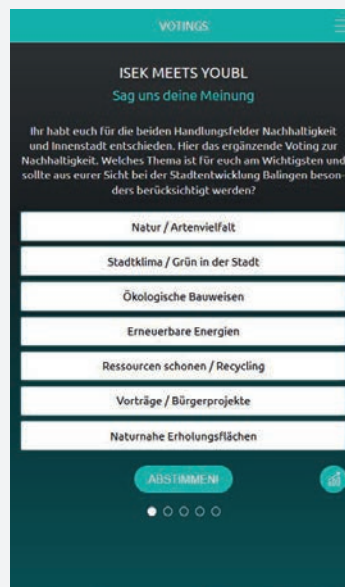 VOTINGS
ISEK MEETS YOUBL
Sag uns deine Meinung
Ihr habt euch für die beiden Handlungsfelder Nachhaltigkeit
und Innenstadt entschieden. Hier das ergänzende Voting zur
Nachhaltigkeit. Welches Thema ist für euch am Wichtigsten und
sollte aus eurer Sicht bei der Stadtentwicklung Balingen beson-
ders berücksichtigt werden?
Natur / Artenvielfalt
Stadtklima / Grün in der Stadt
Ökologische Bauweisen
Erneuerbare Energien
Ressourcen schonen / Recycling
Vorträge / Bürgerprojekte
Naturnahe Erholungsflächen
ABSTIMMEN!